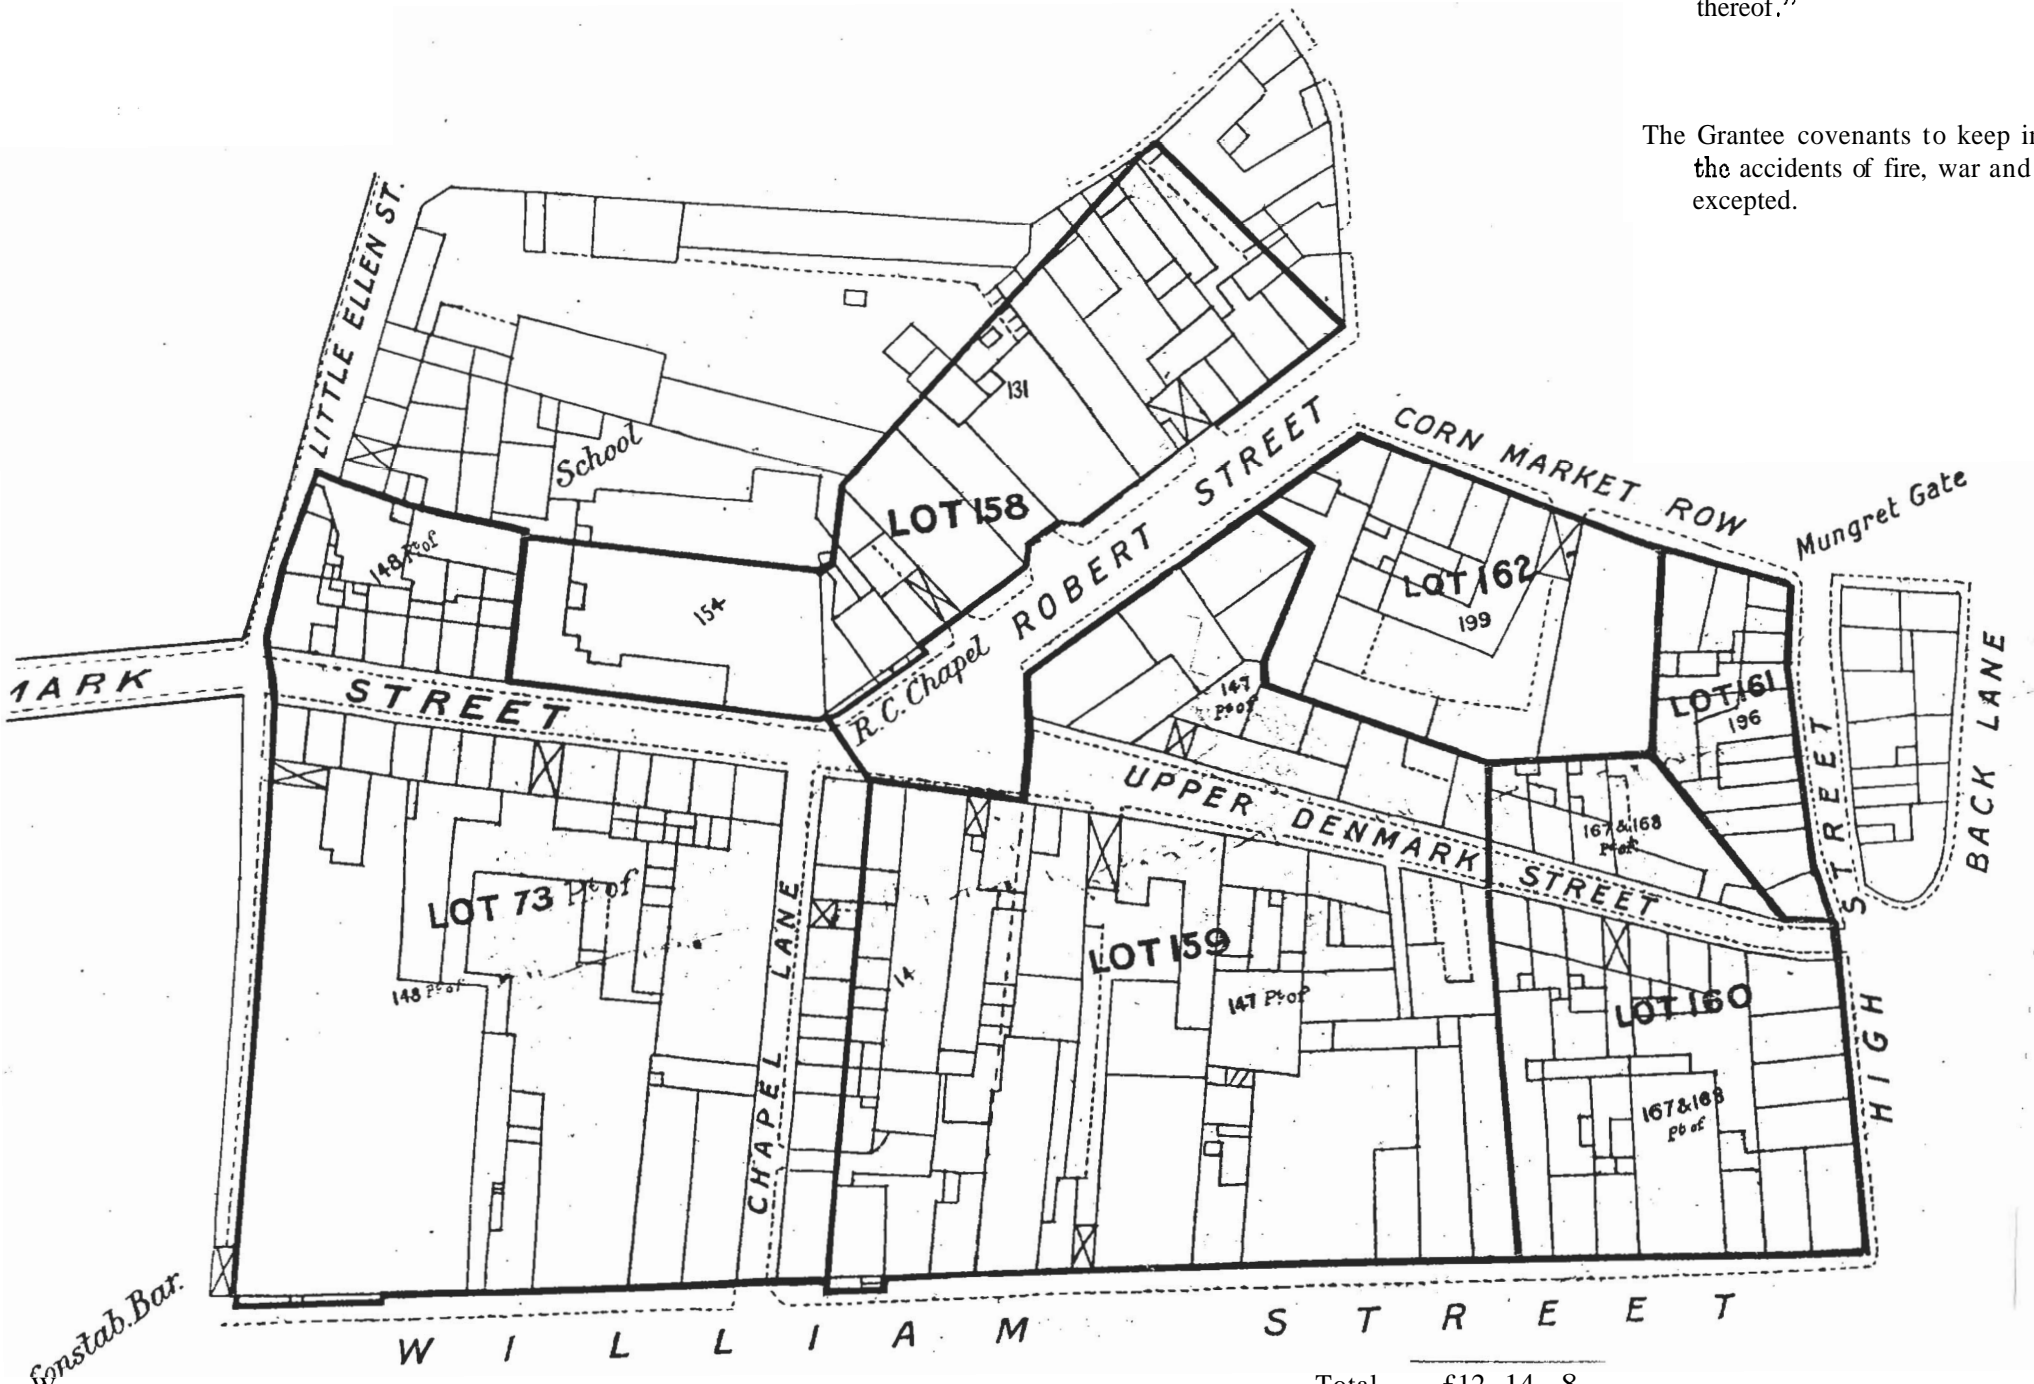 thereof."
The Grantee covenants to keep in
the accidents of fire, war and
excepted.
LITTLE ELLEN ST.
School
131
LOT 158
ROBERT STREET
CORN MARKET ROW
Mungret Gate
148 Pt of
154
LOT 162
199
MARK STREET
R.C. Chapel
147
Pt of
LOT 161
196
BACK LANE
UPPER DENMARK STREET
167 & 168
Pt of
HIGH STREET
LOT 73 Pt of
148 Pt of
CHAPEL LANE
14
LOT 159
147 Pt of
LOT 160
167 & 168
Pt of
Constab. Bar.
WILLIAM STREET
Total £12 14 8